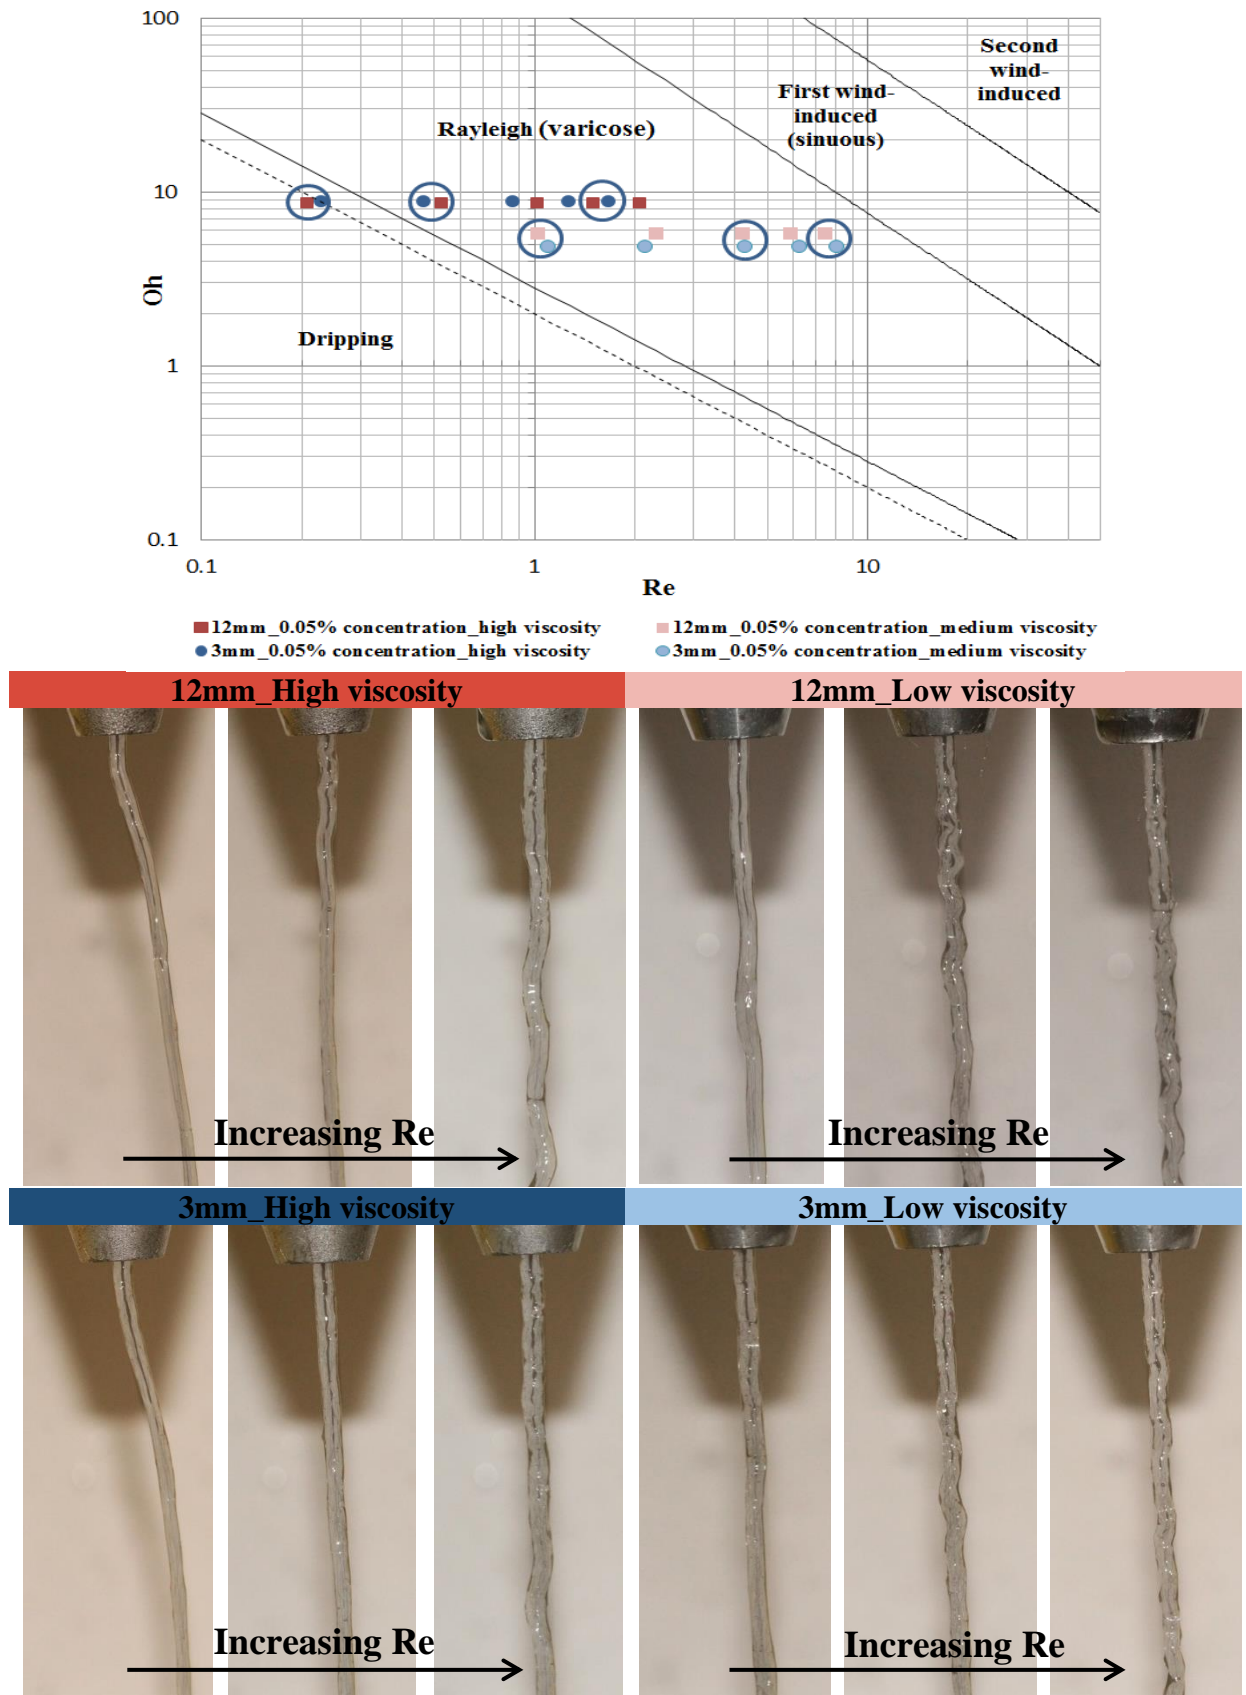 100
Second
wind-
induced
First wind-
induced
(sinuous)
Rayleigh (varicose)
10
Oh
Dripping
1
0.1
0.1 1 10
Re
12mm_0.05% concentration_high viscosity
12mm_0.05% concentration_medium viscosity
3mm_0.05% concentration_high viscosity
3mm_0.05% concentration_medium viscosity
12mm_High viscosity
12mm_Low viscosity
Increasing Re
Increasing Re
3mm_High viscosity
3mm_Low viscosity
Increasing Re
Increasing Re